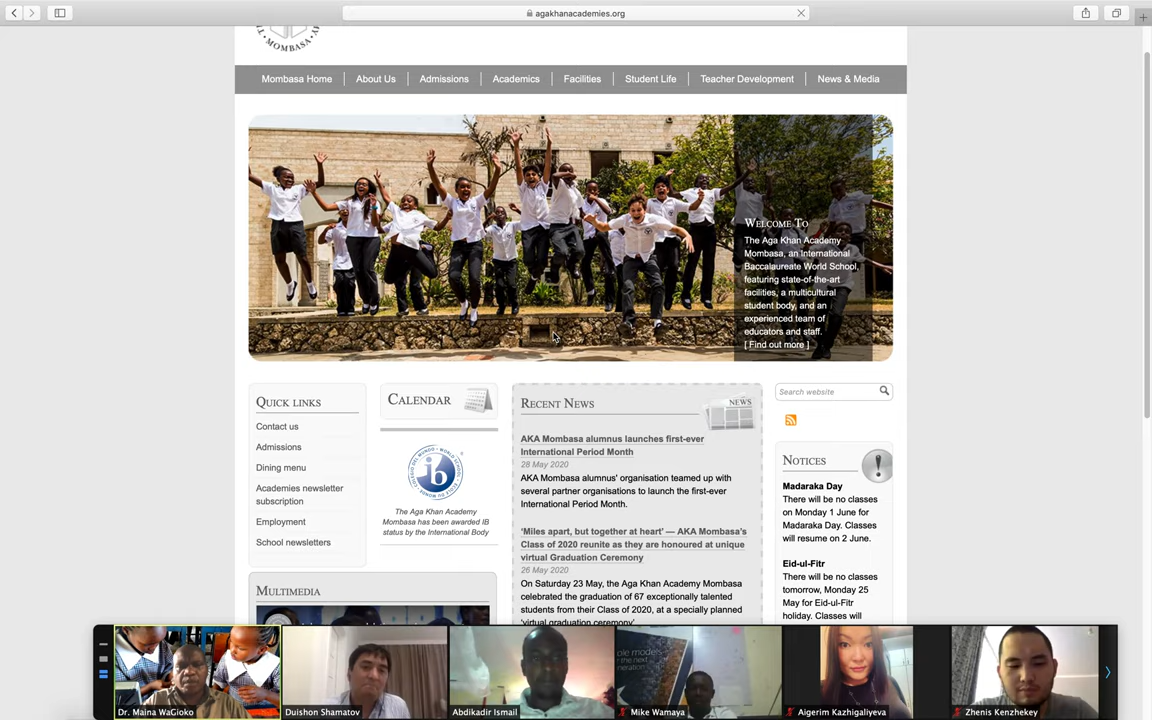 agakhanacademies.org
MOMBASA
Mombasa Home
About Us
Admissions
Academics
Facilities
Student Life
Teacher Development
News & Media
Welcome To
The Aga Khan Academy
Mombasa, an International
Baccalaureate World School,
featuring state-of-the-art
facilities, a multicultural
student body, and an
experienced team of
educators and staff.
[ Find out more ]
Quick links
Contact us
Admissions
Dining menu
Academies newsletter
subscription
Employment
School newsletters
Multimedia
Calendar
ib
The Aga Khan Academy
Mombasa has been awarded IB
status by the International Body
Recent News
NEWS
AKA Mombasa alumnus launches first-ever
International Period Month
28 May 2020
AKA Mombasa alumnus' organisation teamed up with
several partner organisations to launch the first-ever
International Period Month.
'Miles apart, but together at heart' — AKA Mombasa's
Class of 2020 reunite as they are honoured at unique
virtual Graduation Ceremony
26 May 2020
On Saturday 23 May, the Aga Khan Academy Mombasa
celebrated the graduation of 67 exceptionally talented
students from their Class of 2020, at a specially planned
'virtual graduation ceremony'
Search website
Notices
Madaraka Day
There will be no classes
on Monday 1 June for
Madaraka Day. Classes
will resume on 2 June.
Eid-ul-Fitr
There will be no classes
tomorrow, Monday 25
May for Eid-ul-Fitr
holiday. Classes will
Dr. Maina WaGioko
Duishon Shamatov
Abdikadir Ismail
ole models
the next
neration
Mike Wamaya
Aigerim Kazhigaliyeva
Zhenis Kenzhekey